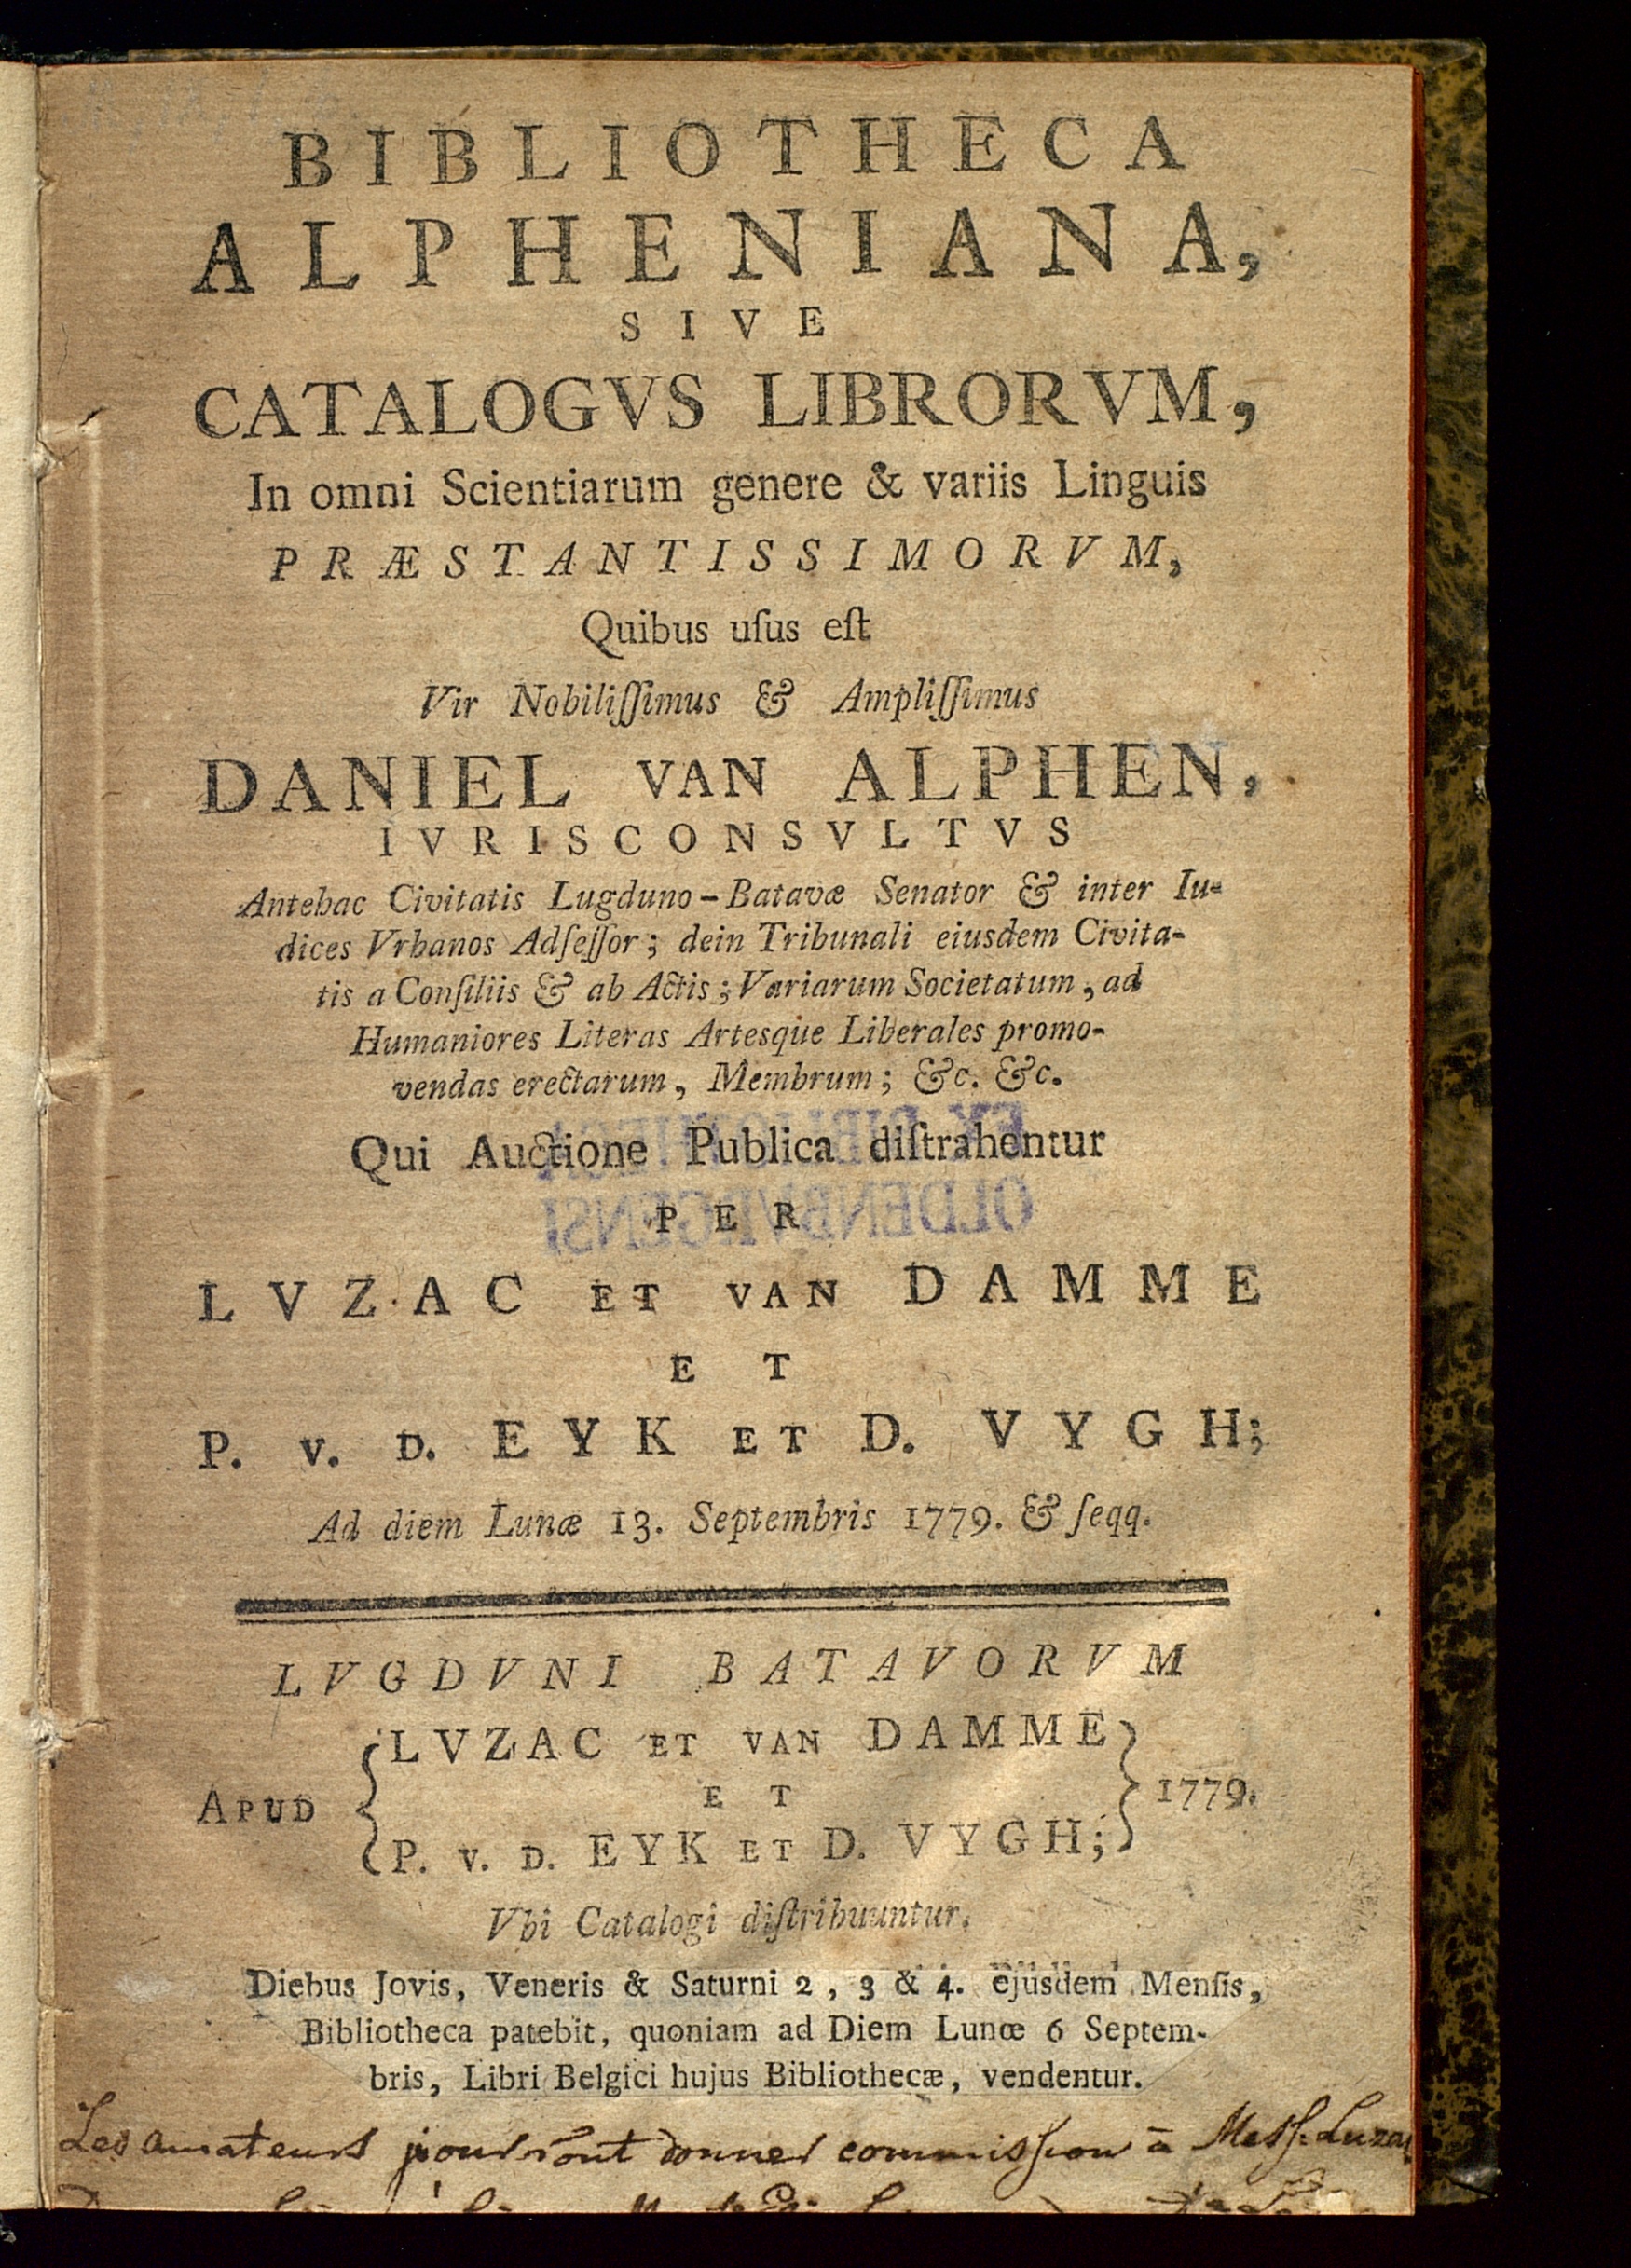 BIBLIOTHECA
ALPHENIANA,
SIVE
CATALOGVS LIBRORVM,
In omni Scientiarum genere & variis Linguis
PRÆSTANTISSIMORVM,
Quibus uſus eſt
Vir Nobiliſſimus & Ampliſſimus
DANIEL VAN ALPHEN,
IVRISCONSVLTVS
Antehac Civitatis Lugduno-Batavæ Senator & inter Iu-
dices Vrbanos Adſeſſor; dein Tribunali eiusdem Civita-
tis a Conſiliis & ab Actis; Variarum Societatum, ad
Humaniores Literas Artesque Liberales promo-
vendas erectarum, Membrum; &c. &c.
Qui Auctione Publica diſtrahentur
PER
LVZAC ET VAN DAMME
ET
P. V. D. EYK ET D. VYGH;
Ad diem Lunæ 13. Septembris 1779. & ſeqq.
LVGDVNI BATAVORVM
LVZAC ET VAN DAMME
APUD { ET } 1779.
P. V. D. EYK ET D. VYGH;
Vbi Catalogi diſtribuuntur.
Diebus Jovis, Veneris & Saturni 2, 3 & 4. ejusdem Menſis,
Bibliotheca patebit, quoniam ad Diem Lunœ 6 Septem-
bris, Libri Belgici hujus Bibliothecæ, vendentur.
Les amateurs pourront donner commission à Mess. Luzac